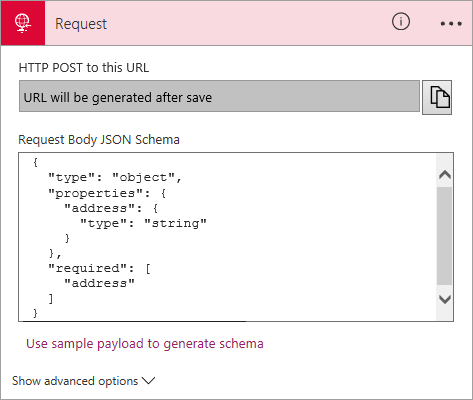 Request
HTTP POST to this URL
URL will be generated after save
Request Body JSON Schema
{
"type": "object",
"properties": {
"address": {
"type": "string"
}
},
"required": [
"address"
]
}
Use sample payload to generate schema
Show advanced options